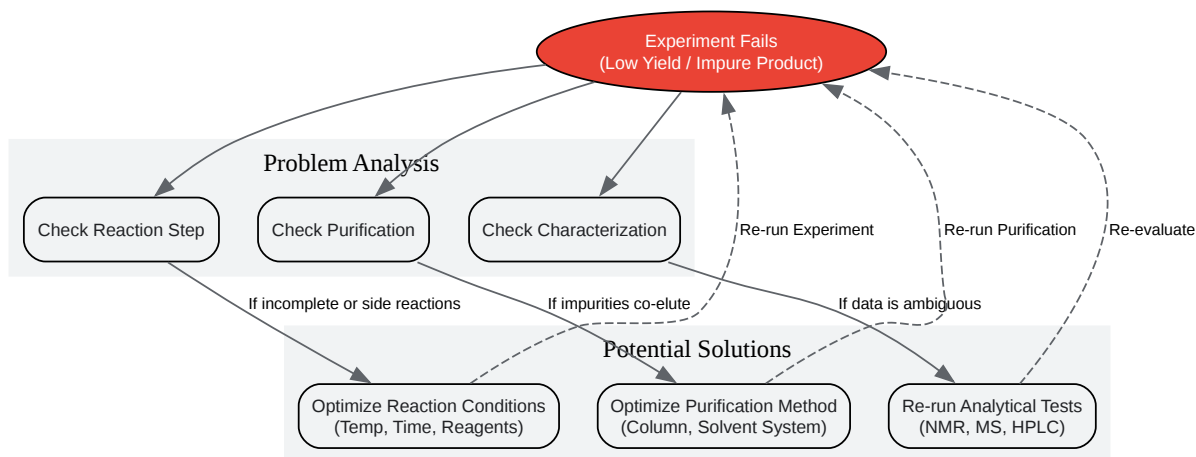 Experiment Fails
(Low Yield / Impure Product)
Problem Analysis
Check Reaction Step
Check Purification
Check Characterization
Re-run Experiment
Re-run Purification
Re-evaluate
If incomplete or side reactions
If impurities co-elute
If data is ambiguous
Potential Solutions
Optimize Reaction Conditions
(Temp, Time, Reagents)
Optimize Purification Method
(Column, Solvent System)
Re-run Analytical Tests
(NMR, MS, HPLC)